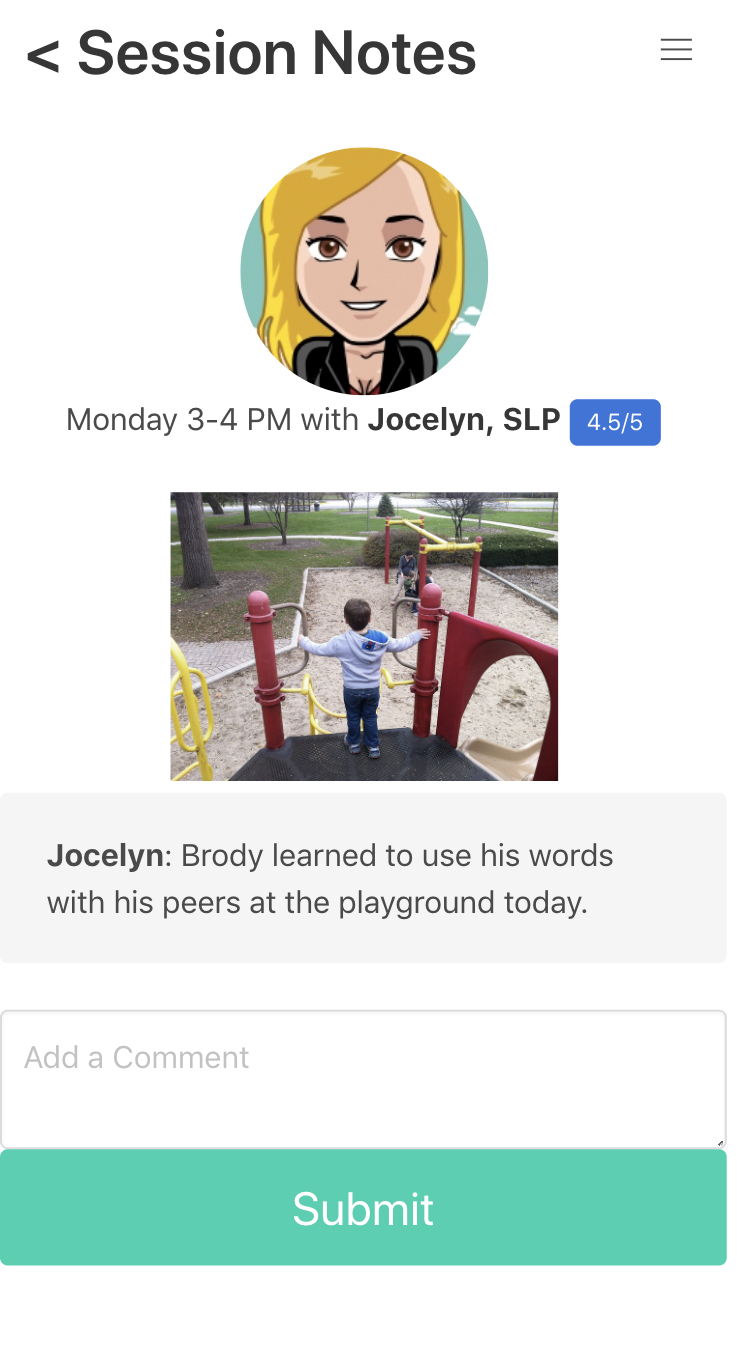 < Session Notes
Monday 3-4 PM with Jocelyn, SLP 4.5/5
Jocelyn: Brody learned to use his words
with his peers at the playground today.
Add a Comment
Submit